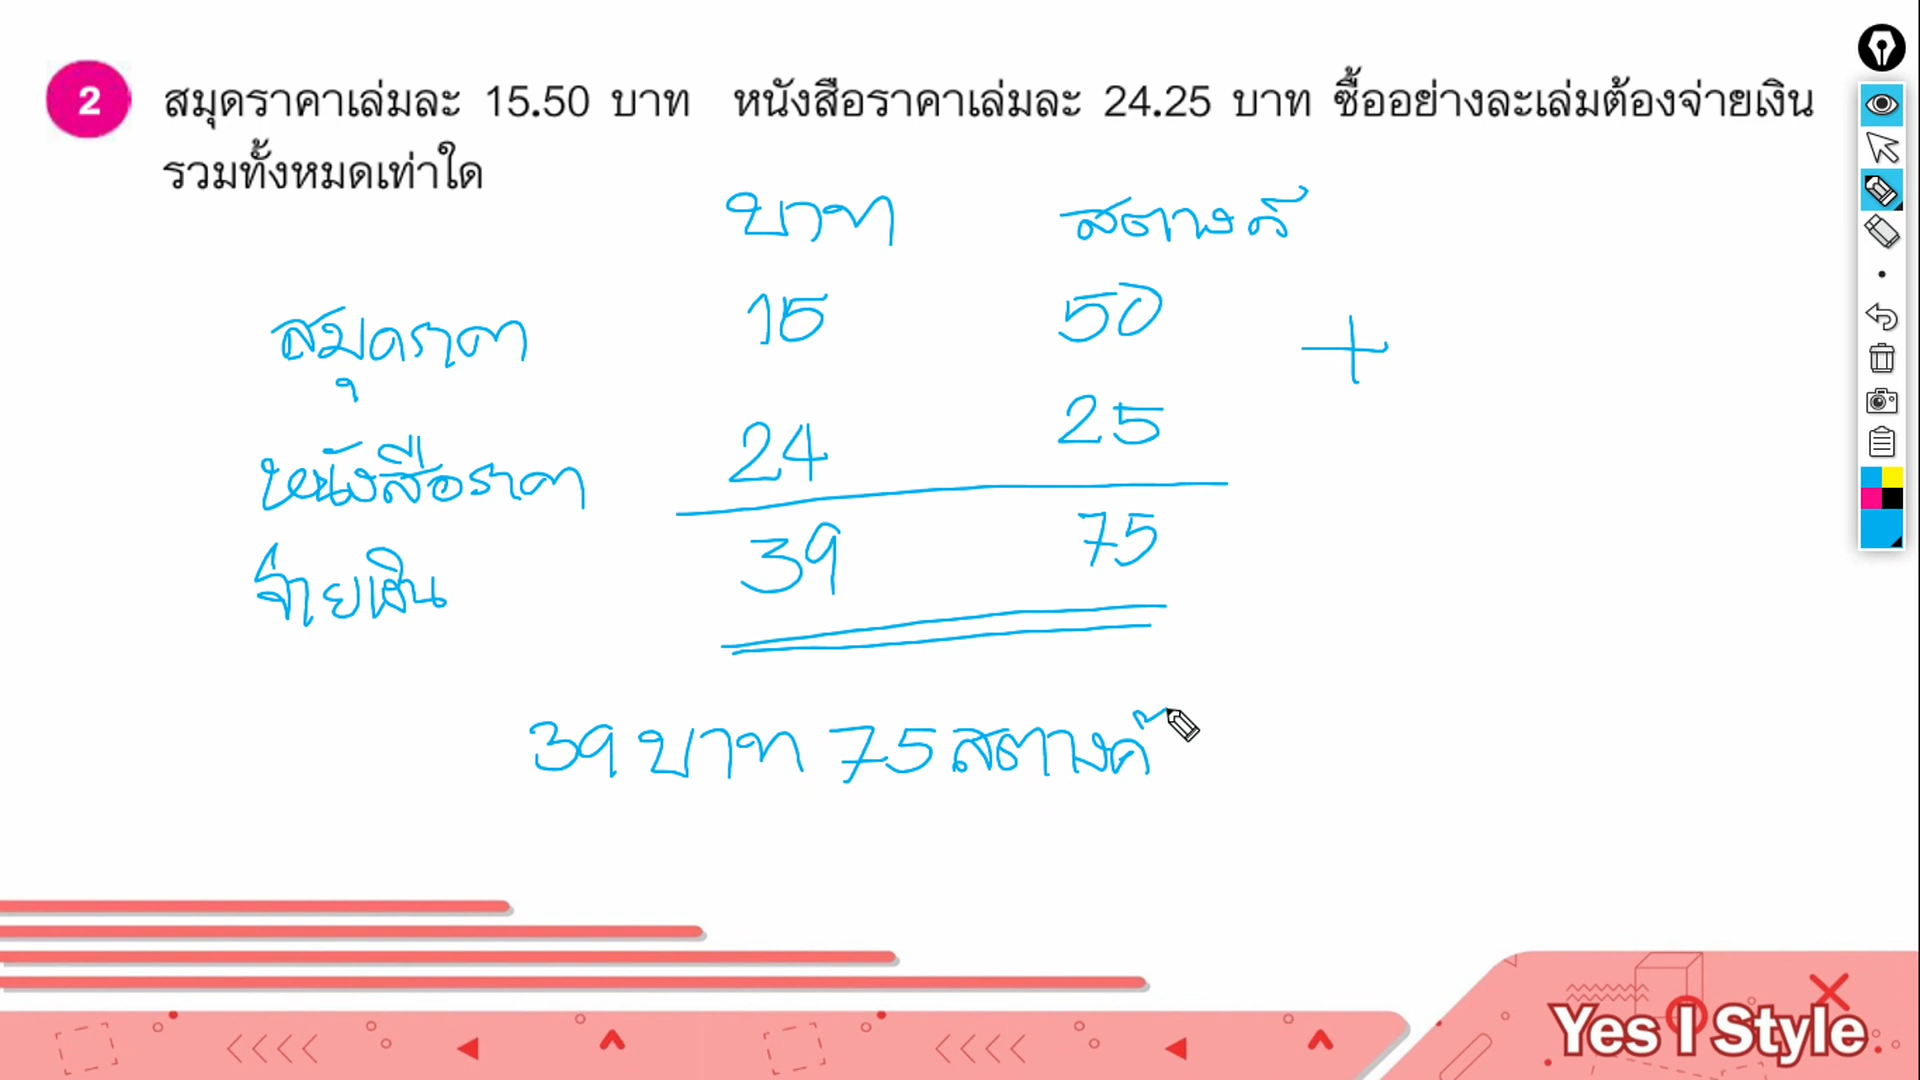 2 สมุดราคาเล่มละ 15.50 บาท หนังสือราคาเล่มละ 24.25 บาท ซื้ออย่างละเล่มต้องจ่ายเงิน
รวมทั้งหมดเท่าใด
บาท สตางค์
สมุดราคา 15 50 +
หนังสือราคา 24 25
จ่ายเงิน 39 75
39 บาท 75 สตางค์
Yes I Style